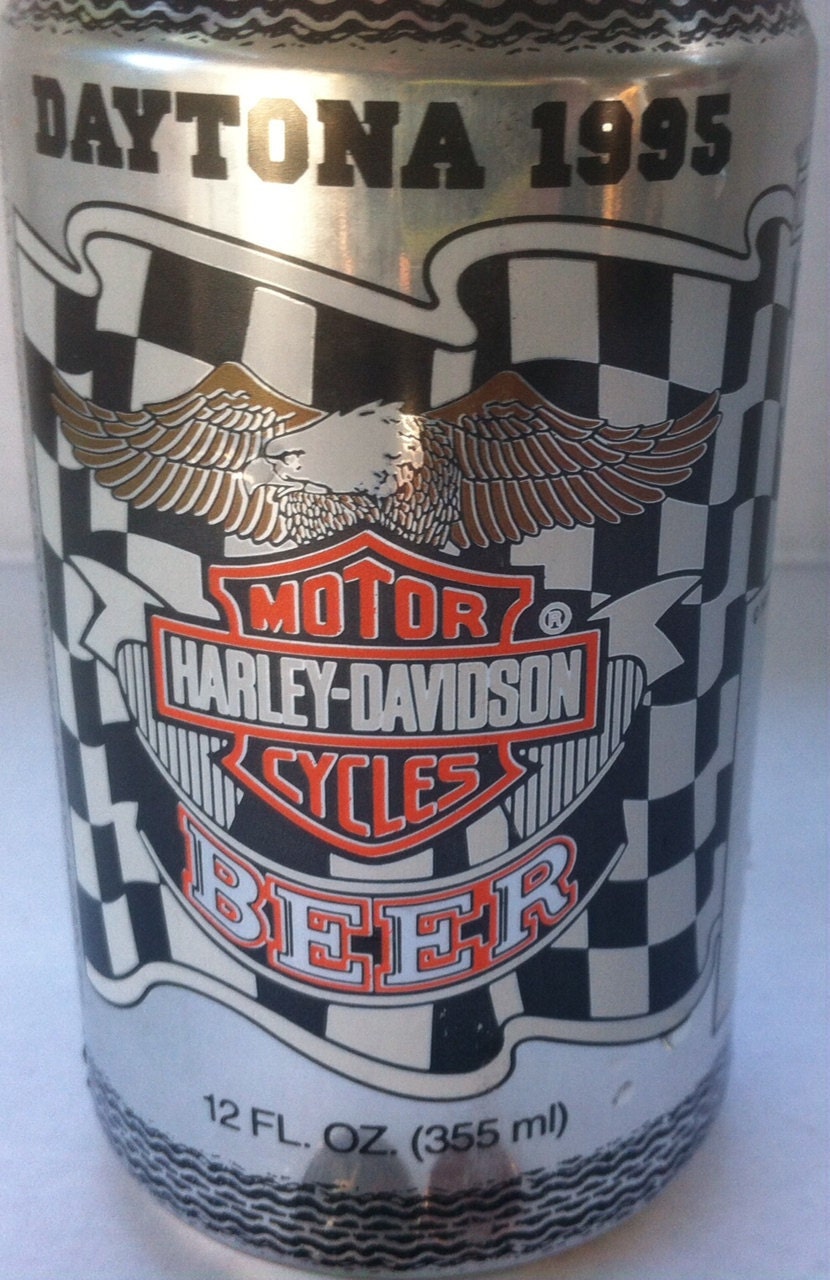 DAYTONA 1995
MOTOR
®
HARLEY-DAVIDSON
CYCLES
BEER
12 FL. OZ. (355 ml)